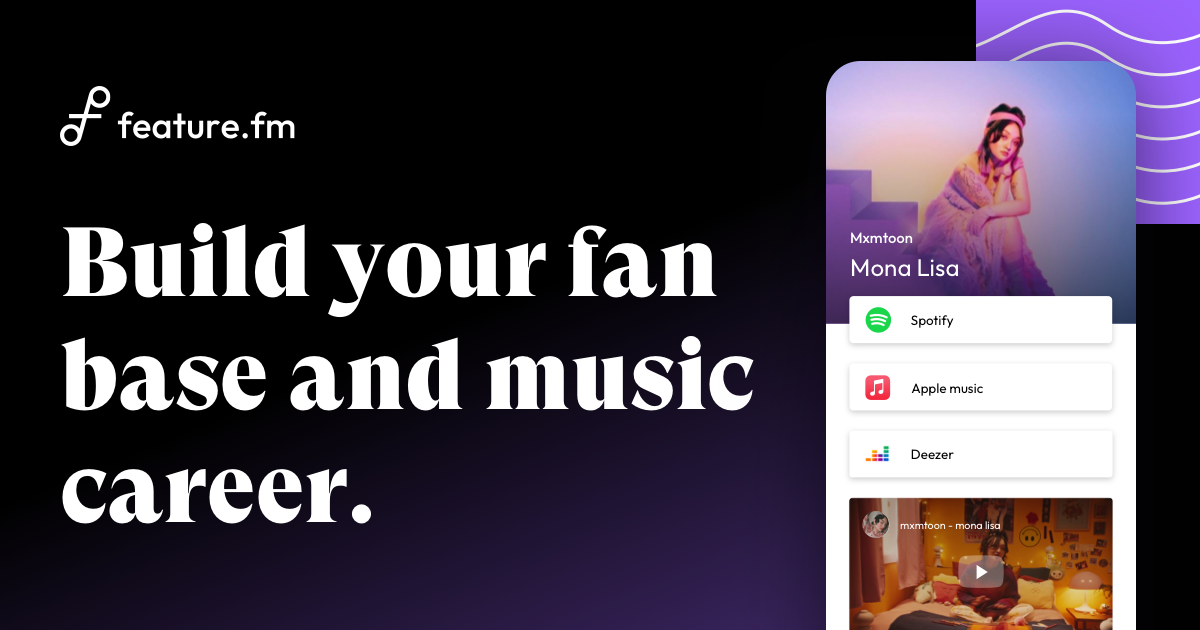 feature.fm
Build your fan
base and music
career.
Mxmtoon
Mona Lisa
Spotify
Apple music
Deezer
mxmtoon - mona lisa